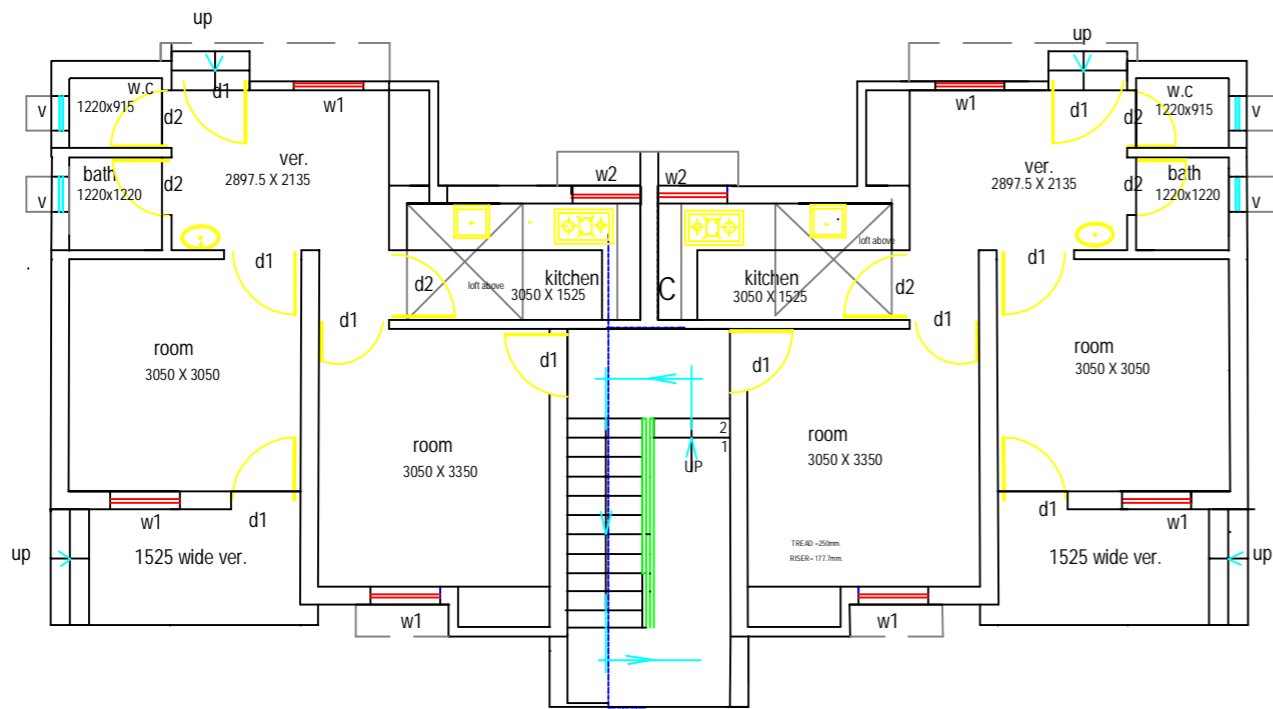 up
up
w.c
1220x915
v
d2
d1
w1
w1
d1
d2
w.c
1220x915
v
bath
1220x1220
v
d2
ver.
2897.5 X 2135
w2
w2
ver.
2897.5 X 2135
d2
bath
1220x1220
v
d1
d2
loft above
kitchen
3050 X 1525
C
kitchen
3050 X 1525
loft above
d2
d1
d1
d1
d1
d1
d1
room
3050 X 3050
room
3050 X 3350
2
1
UP
room
3050 X 3350
room
3050 X 3050
w1
d1
d1
w1
up
1525 wide ver.
TREAD =250mm.
RISER= 177.7mm.
1525 wide ver.
up
w1
w1